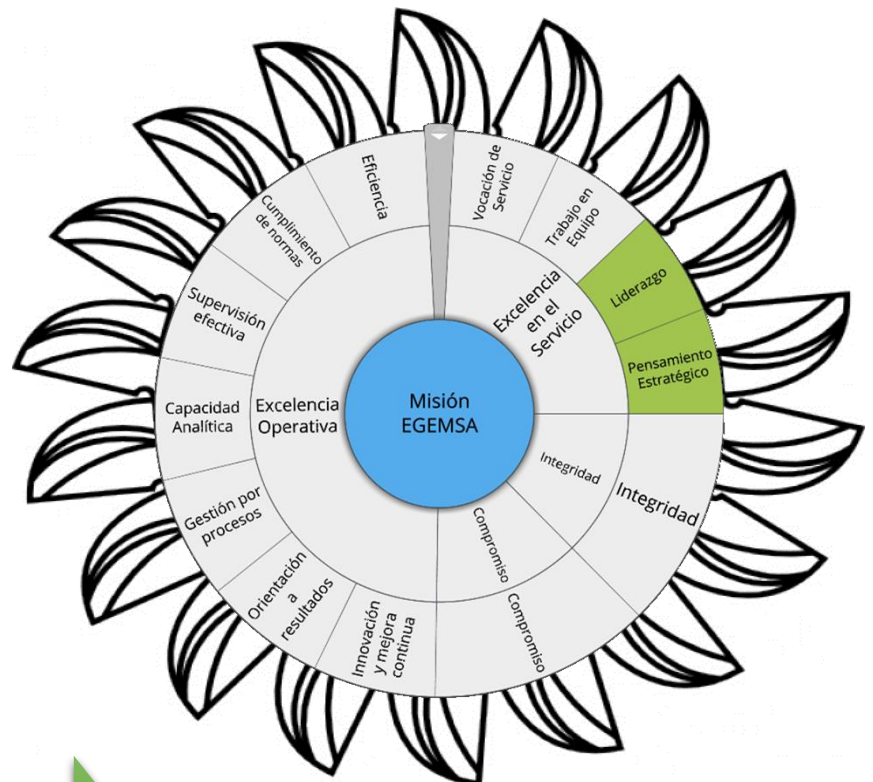 Misión
EGEMSA
Excelencia
en el
Servicio
Integridad
Compromiso
Excelencia
Operativa
Vocación de
Servicio
Trabajo en
Equipo
Liderazgo
Pensamiento
Estratégico
Integridad
Compromiso
Innovación
y mejora
continua
Orientación
a
resultados
Gestión por
procesos
Capacidad
Analítica
Supervisión
efectiva
Cumplimiento
de normas
Eficiencia